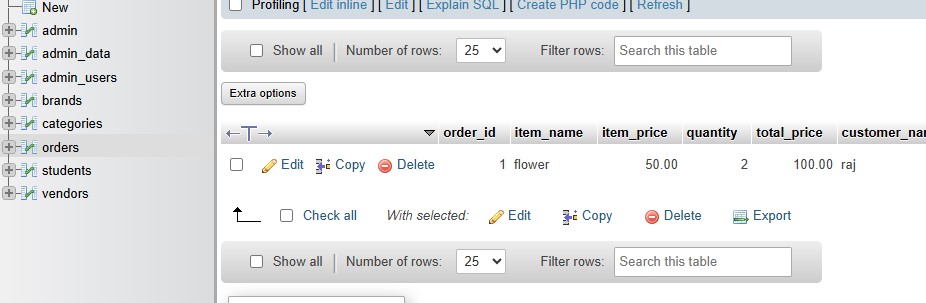 New
admin
admin_data
admin_users
brands
categories
orders
students
vendors
Profiling [ Edit inline ] [ Edit ] [ Explain SQL ] [ Create PHP code ] [ Refresh ]
Show all Number of rows: 25 Filter rows: Search this table
Extra options
order_id item_name item_price quantity total_price customer_na
Edit Copy Delete 1 flower 50.00 2 100.00 raj
Check all With selected: Edit Copy Delete Export
Show all Number of rows: 25 Filter rows: Search this table